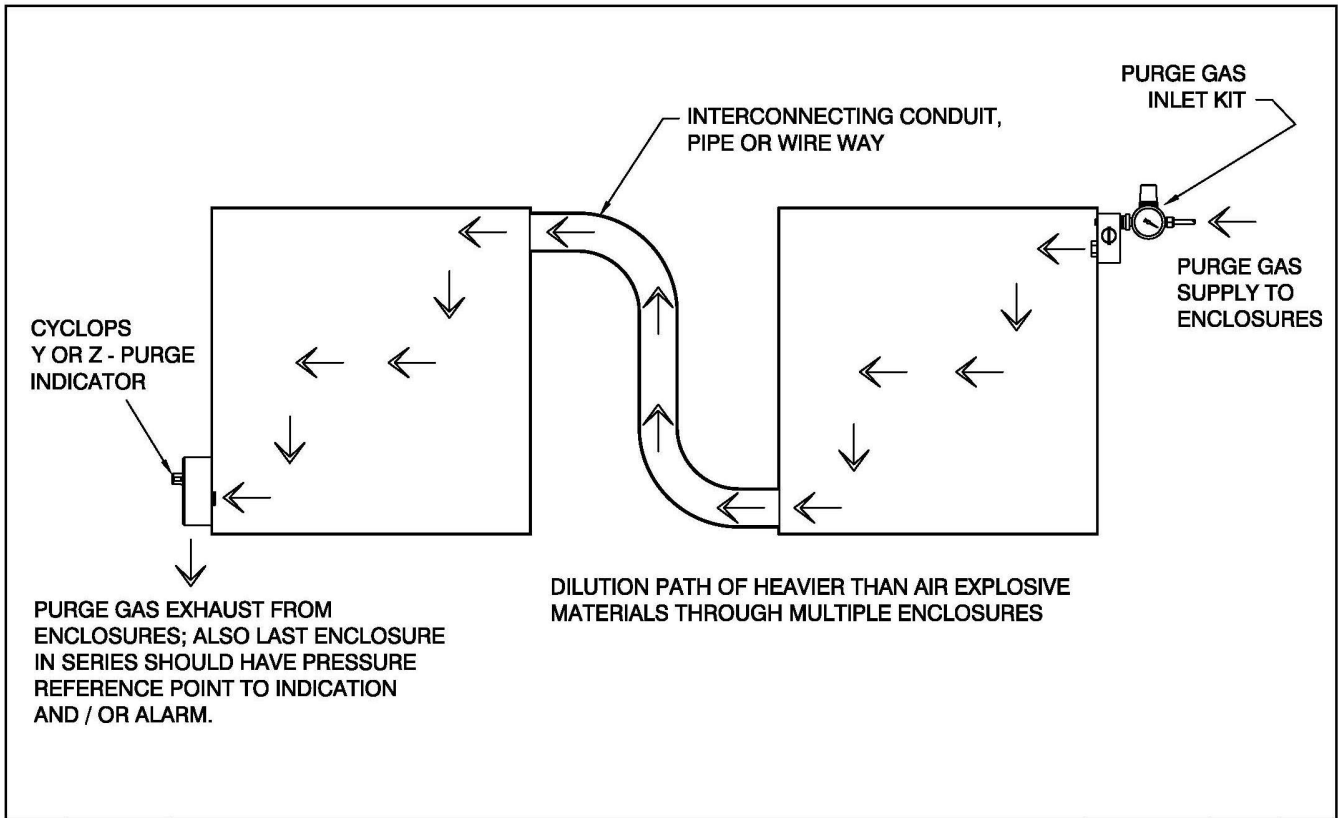 PURGE GAS
INLET KIT
INTERCONNECTING CONDUIT,
PIPE OR WIRE WAY
PURGE GAS
SUPPLY TO
ENCLOSURES
CYCLOPS
Y OR Z - PURGE
INDICATOR
DILUTION PATH OF HEAVIER THAN AIR EXPLOSIVE
MATERIALS THROUGH MULTIPLE ENCLOSURES
PURGE GAS EXHAUST FROM
ENCLOSURES; ALSO LAST ENCLOSURE
IN SERIES SHOULD HAVE PRESSURE
REFERENCE POINT TO INDICATION
AND / OR ALARM.